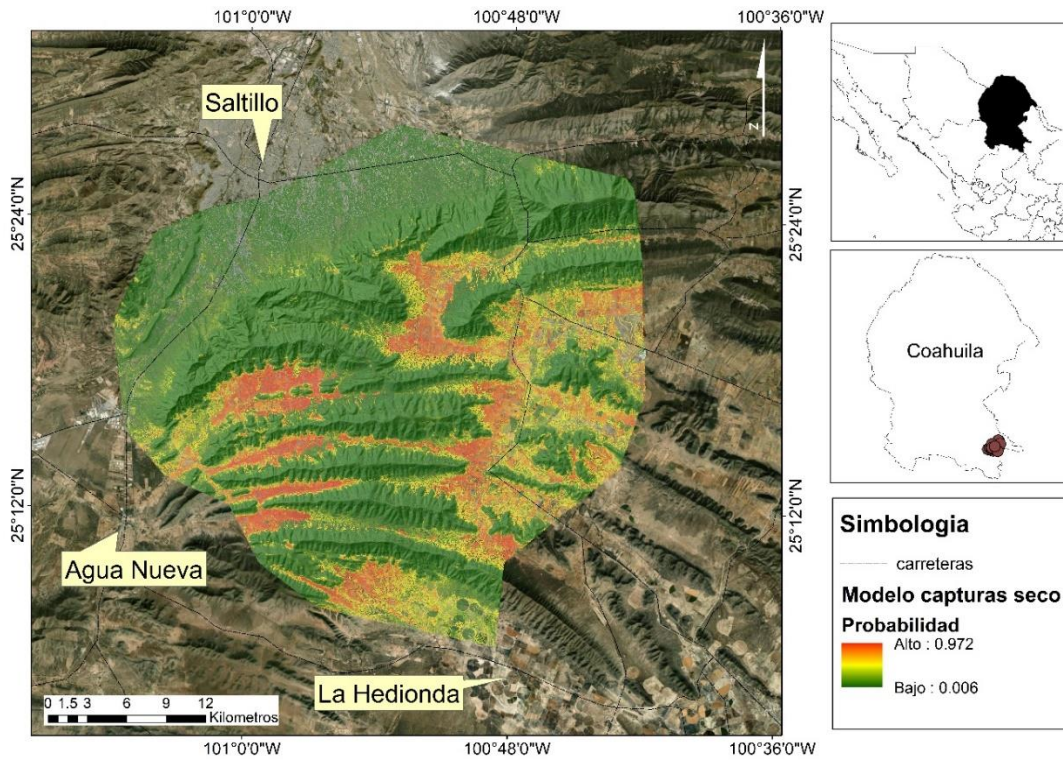 101°0'0"W 100°48'0"W 100°36'0"W
Saltillo
N
25°24'0"N 25°24'0"N
25°12'0"N 25°12'0"N
Agua Nueva
La Hedionda
0 1.5 3 6 9 12
Kilometros
101°0'0"W 100°48'0"W 100°36'0"W
Coahuila
Simbologia
carreteras
Modelo capturas seco
Probabilidad
Alto : 0.972
Bajo : 0.006